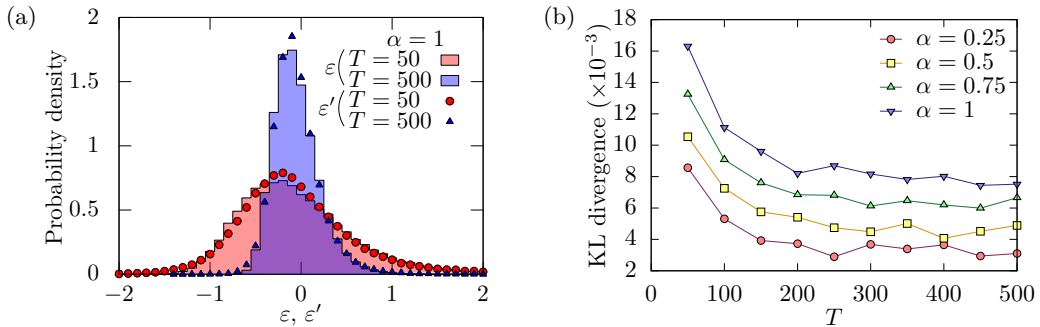 (a)
2
1.5
1
0.5
0
Probability density
α = 1
ε ( T = 50
T = 500
ε′ ( T = 50
T = 500
−2 −1 0 1 2
ε, ε′
(b)
18
16
14
12
10
8
6
4
2
KL divergence (×10⁻³)
α = 0.25
α = 0.5
α = 0.75
α = 1
0 100 200 300 400 500
T